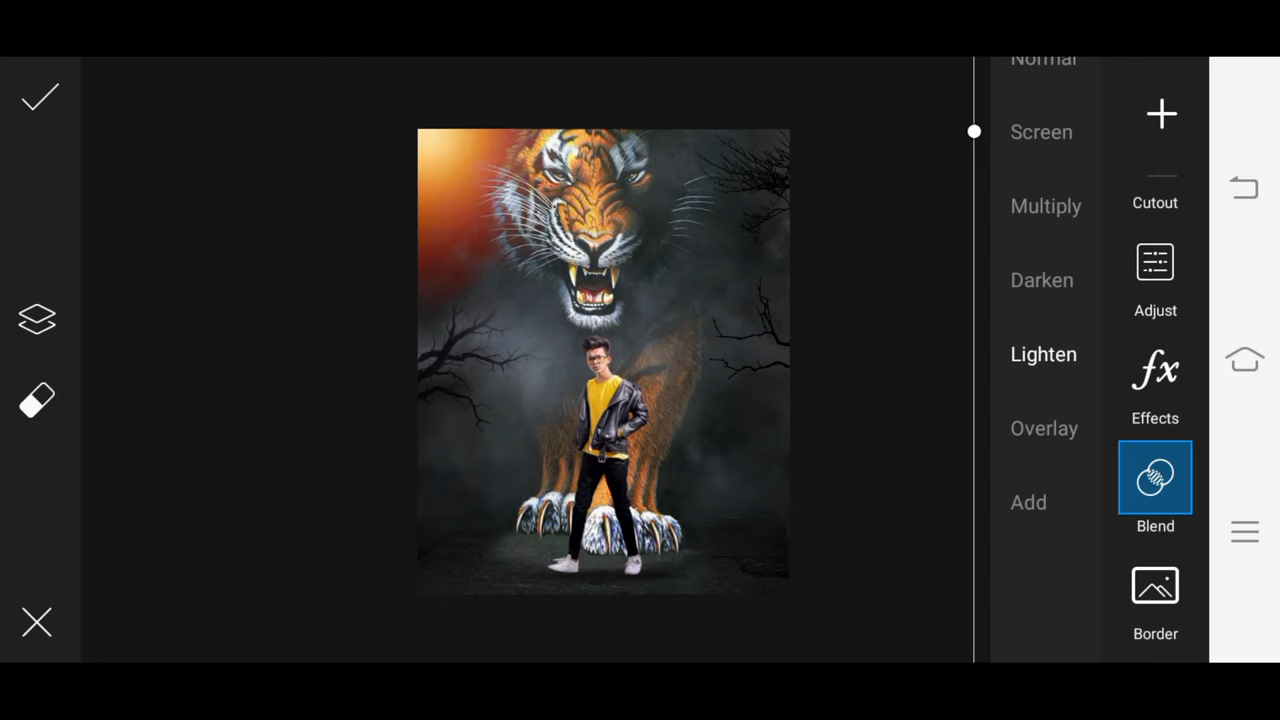 Normal
Screen
Multiply
Darken
Lighten
Overlay
Add
Cutout
Adjust
fx
Effects
Blend
Border